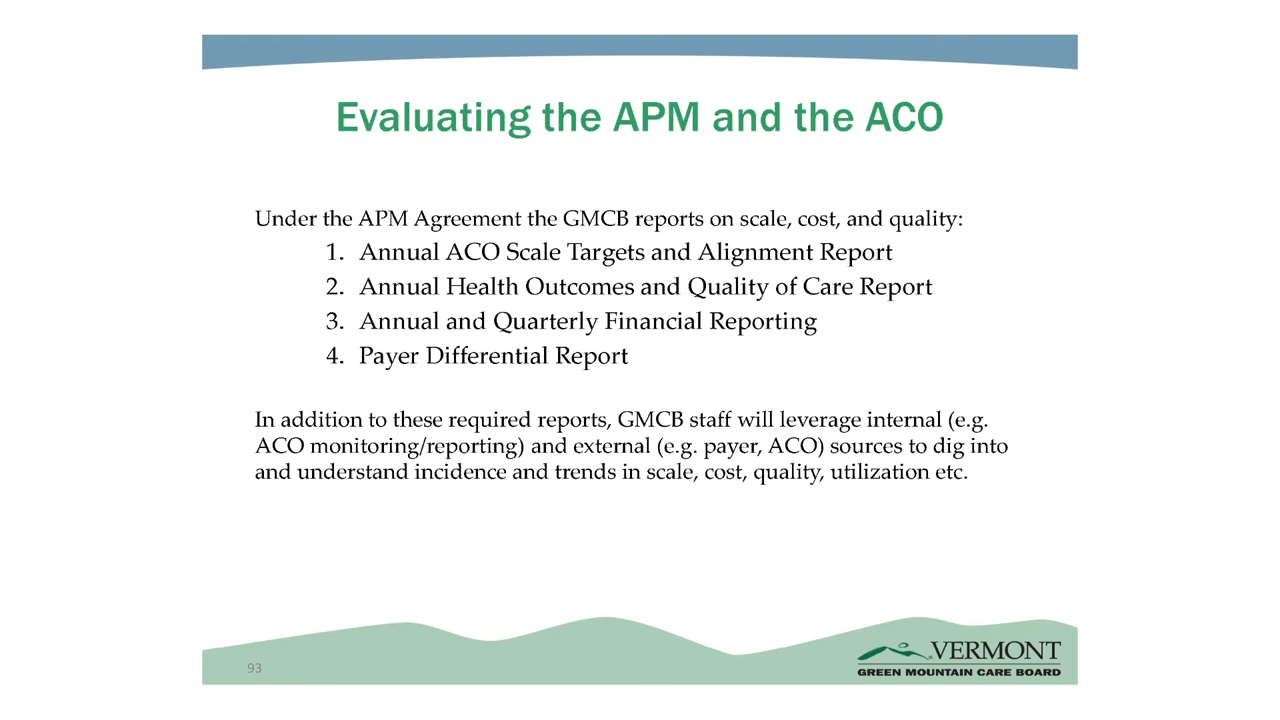 Evaluating the APM and the ACO
Under the APM Agreement the GMCB reports on scale, cost, and quality:
1. Annual ACO Scale Targets and Alignment Report
2. Annual Health Outcomes and Quality of Care Report
3. Annual and Quarterly Financial Reporting
4. Payer Differential Report
In addition to these required reports, GMCB staff will leverage internal (e.g.
ACO monitoring/reporting) and external (e.g. payer, ACO) sources to dig into
and understand incidence and trends in scale, cost, quality, utilization etc.
93
VERMONT
GREEN MOUNTAIN CARE BOARD